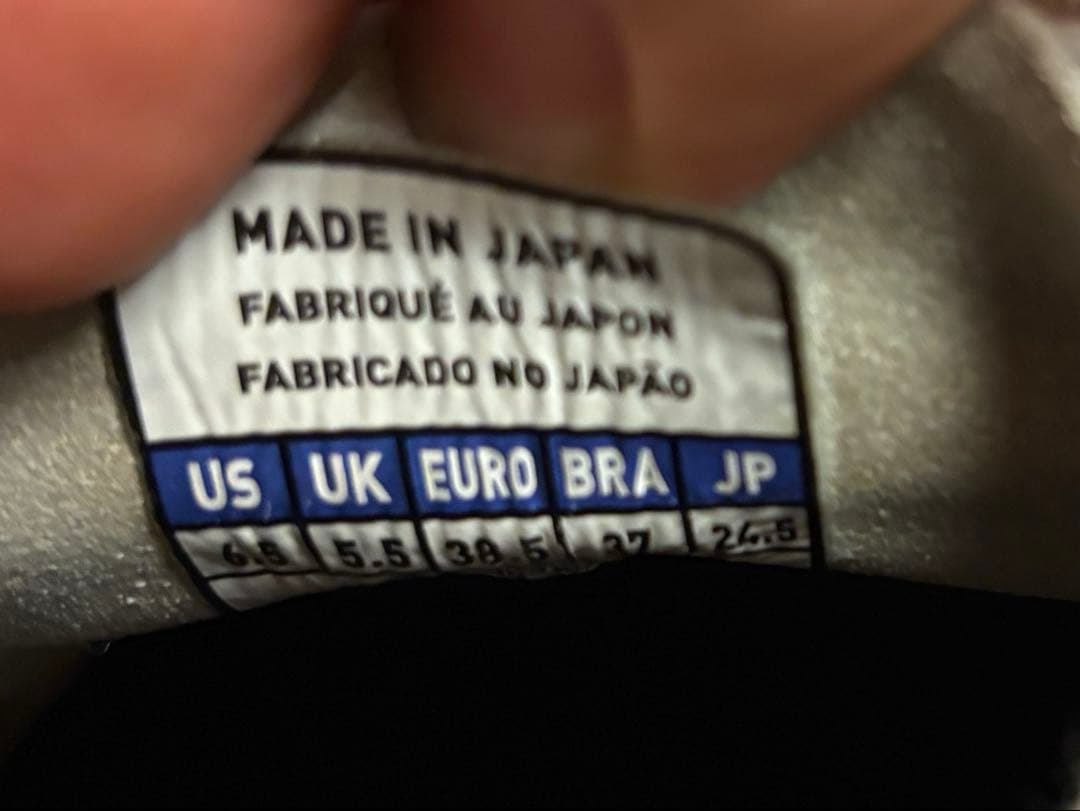 MADE IN JAPAN
FABRIQUÉ AU JAPON
FABRICADO NO JAPÃO
US UK EURO BRA JP
6.5 5.5 38.5 37 24.5